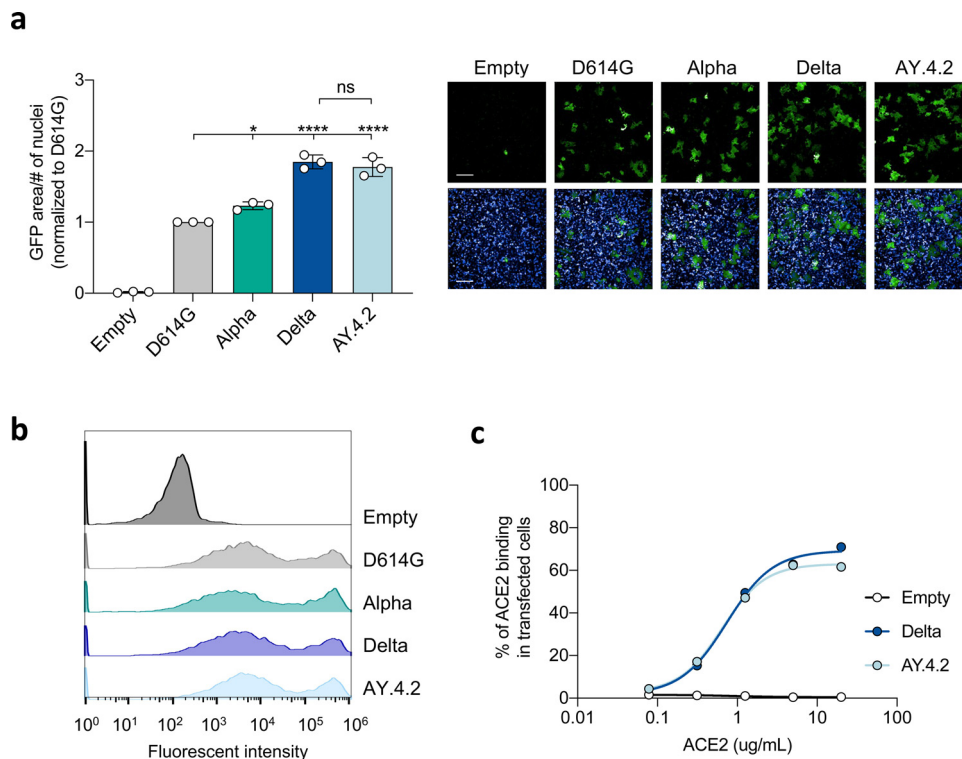 a
GFP area/# of nuclei
(normalized to D614G)
3
2
1
0
ns
* **** ****
Empty
D614G
Alpha
Delta
AY.4.2
Empty D614G Alpha Delta AY.4.2
b
Empty
D614G
Alpha
Delta
AY.4.2
10^0 10^1 10^2 10^3 10^4 10^5 10^6
Fluorescent intensity
c
% of ACE2 binding
in transfected cells
100
80
60
40
20
0
0.01 0.1 1 10 100
ACE2 (ug/mL)
Empty
Delta
AY.4.2